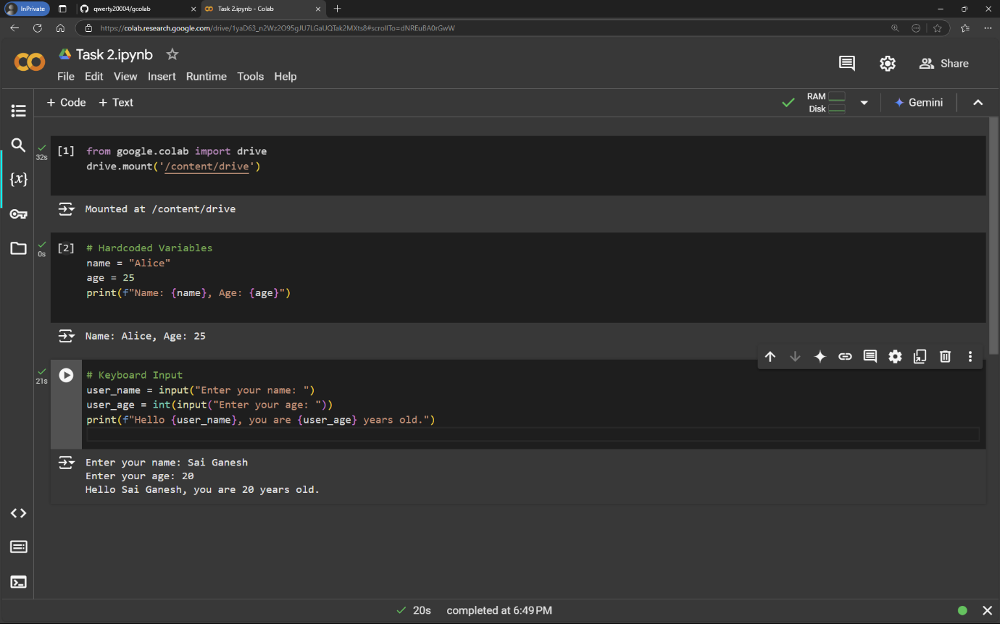 InPrivate
qwerty20004/gcolab
Task 2.ipynb - Colab
https://colab.research.google.com/drive/1yaD63_n2Wz2O95gJU7LGaUQTak2MXts8#scrollTo=dNREuBA0rGwW
Task 2.ipynb
File Edit View Insert Runtime Tools Help
Share
+ Code + Text
RAM
Disk
Gemini
32s
[1] from google.colab import drive
drive.mount('/content/drive')
Mounted at /content/drive
0s
[2] # Hardcoded Variables
name = "Alice"
age = 25
print(f"Name: {name}, Age: {age}")
Name: Alice, Age: 25
21s
# Keyboard Input
user_name = input("Enter your name: ")
user_age = int(input("Enter your age: "))
print(f"Hello {user_name}, you are {user_age} years old.")
Enter your name: Sai Ganesh
Enter your age: 20
Hello Sai Ganesh, you are 20 years old.
20s completed at 6:49 PM